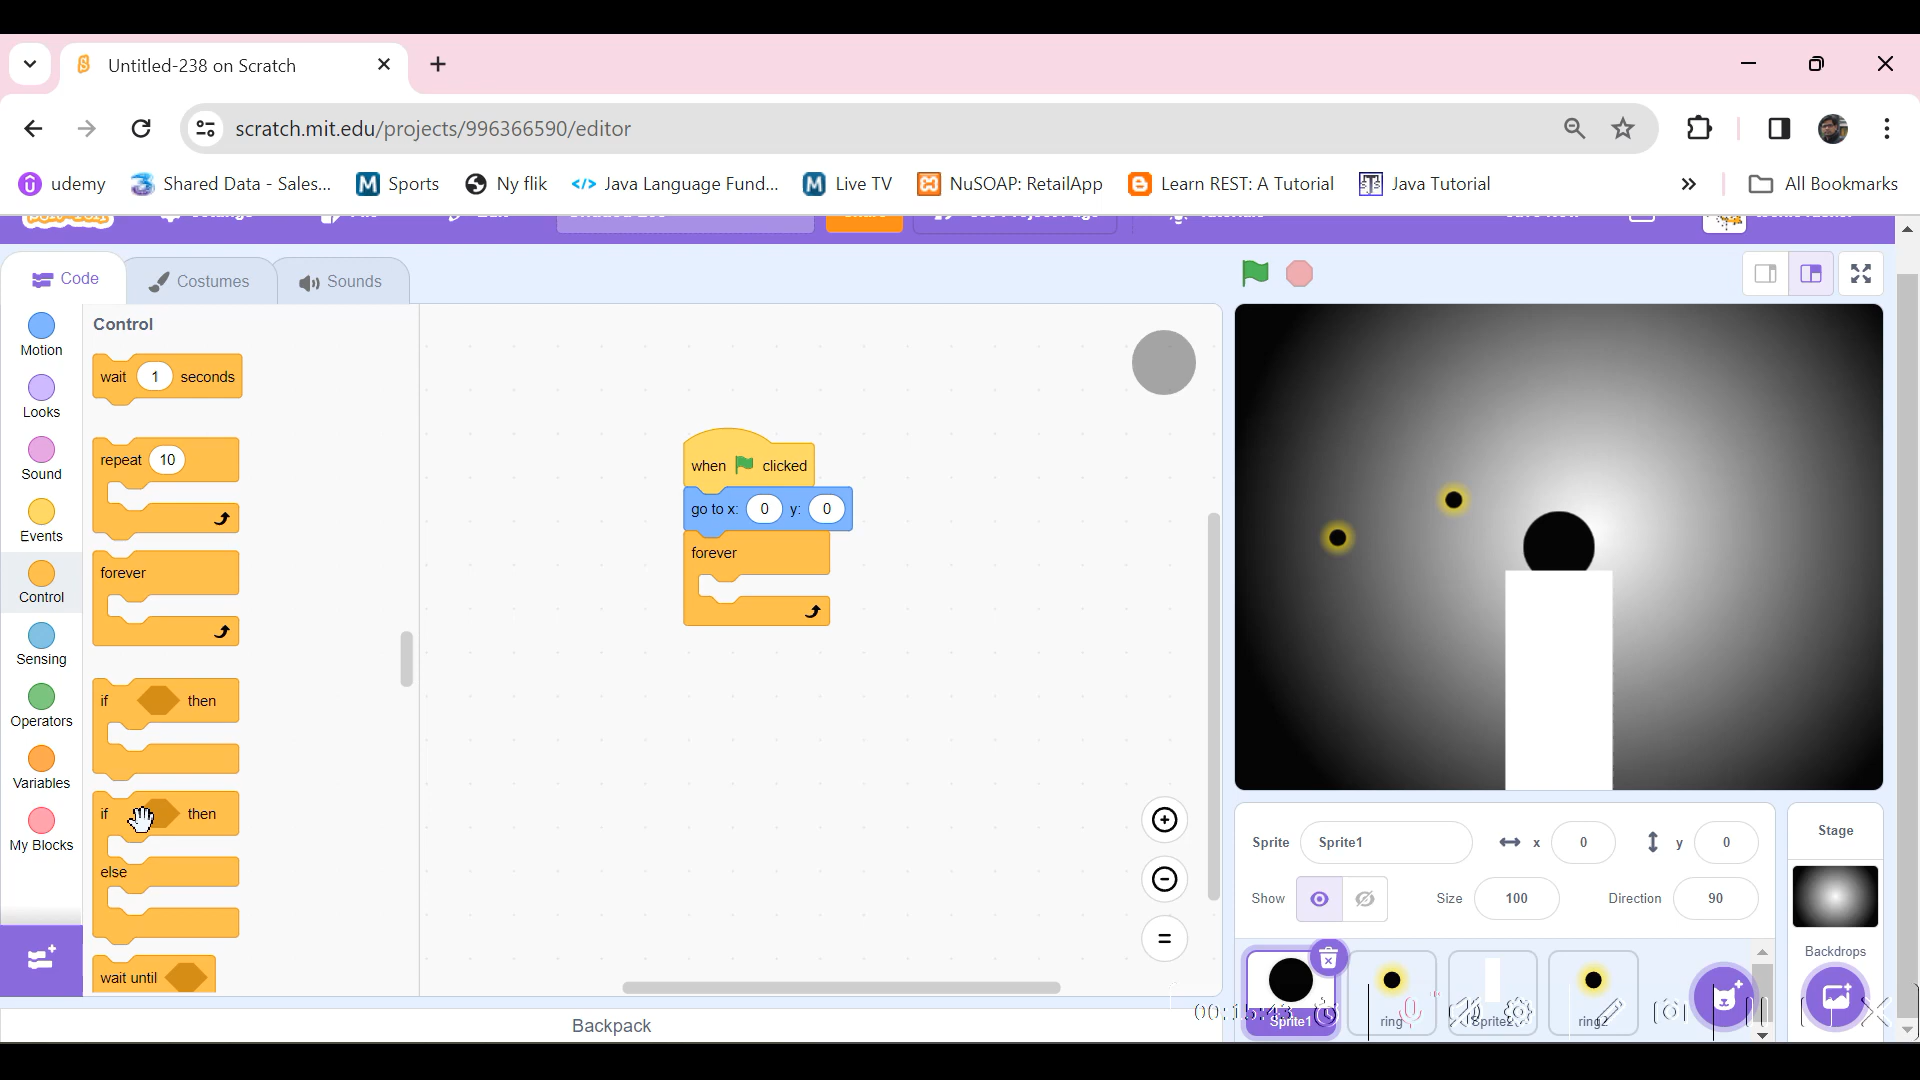 Untitled-238 on Scratch
scratch.mit.edu/projects/996366590/editor
udemy
Shared Data - Sales...
Sports
Ny flik
Java Language Fund...
Live TV
NuSOAP: RetailApp
Learn REST: A Tutorial
Java Tutorial
All Bookmarks
Code
Costumes
Sounds
Motion
Looks
Sound
Events
Control
Sensing
Operators
Variables
My Blocks
Control
wait 1 seconds
repeat 10
forever
if then
if then
else
wait until
when clicked
go to x: 0 y: 0
forever
Backpack
Sprite Sprite1 x 0 y 0
Show Size 100 Direction 90
Sprite1
ring
Sprite2
ring2
Stage
Backdrops